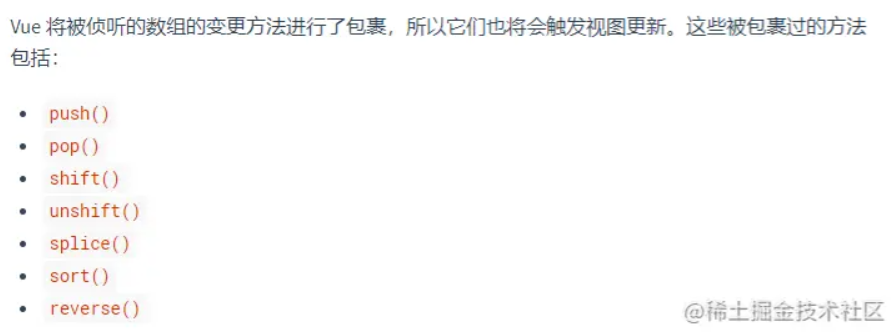 Vue 将被侦听的数组的变更方法进行了包裹，所以它们也将会触发视图更新。这些被包裹过的方法
包括：
push()
pop()
shift()
unshift()
splice()
sort()
reverse()
@稀土掘金技术社区